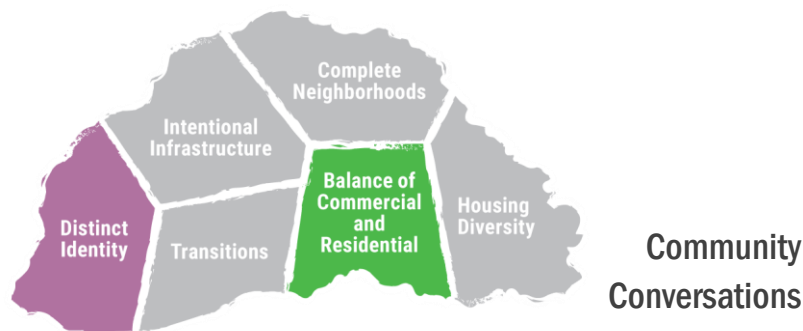 Complete
Neighborhoods
Intentional
Infrastructure
Balance of
Commercial
and
Residential
Housing
Diversity
Distinct
Identity
Transitions
Community
Conversations